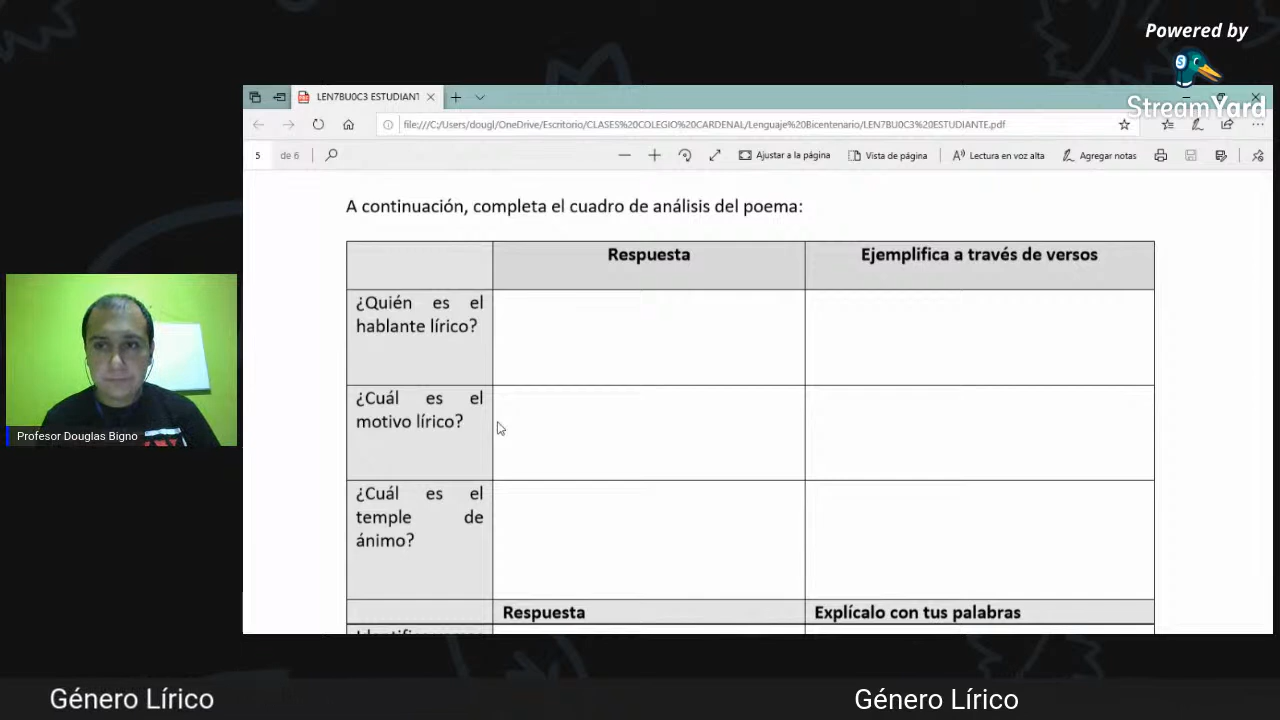 Powered by
StreamYard
LEN7BU0C3 ESTUDIANT
file:///C:/Users/dougl/OneDrive/Escritorio/CLASES%20COLEGIO%20CARDENAL/Lenguaje%20Bicentenario/LEN7BU0C3%20ESTUDIANTE.pdf
5 de 6
Ajustar a la página
Vista de página
Lectura en voz alta
Agregar notas
A continuación, completa el cuadro de análisis del poema:
Respuesta
Ejemplifica a través de versos
¿Quién es el
hablante lírico?
¿Cuál es el
motivo lírico?
¿Cuál es el
temple de
ánimo?
Respuesta
Explícalo con tus palabras
Profesor Douglas Bigno
Género Lírico
Género Lírico